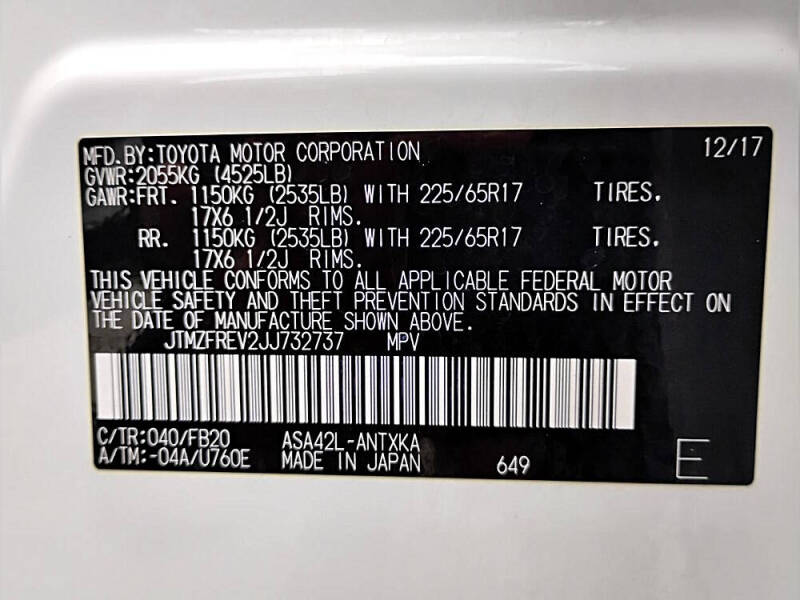 MFD.BY:TOYOTA MOTOR CORPORATION 12/17
GVWR:2055KG (4525LB)
GAWR:FRT. 1150KG (2535LB) WITH 225/65R17 TIRES.
17X6 1/2J RIMS.
RR. 1150KG (2535LB) WITH 225/65R17 TIRES.
17X6 1/2J RIMS.
THIS VEHICLE CONFORMS TO ALL APPLICABLE FEDERAL MOTOR
VEHICLE SAFETY AND THEFT PREVENTION STANDARDS IN EFFECT ON
THE DATE OF MANUFACTURE SHOWN ABOVE.
JTMZFREV2JJ732737 MPV
C/TR:040/FB20 ASA42L-ANTXKA
A/TM:-04A/U760E MADE IN JAPAN 649 E